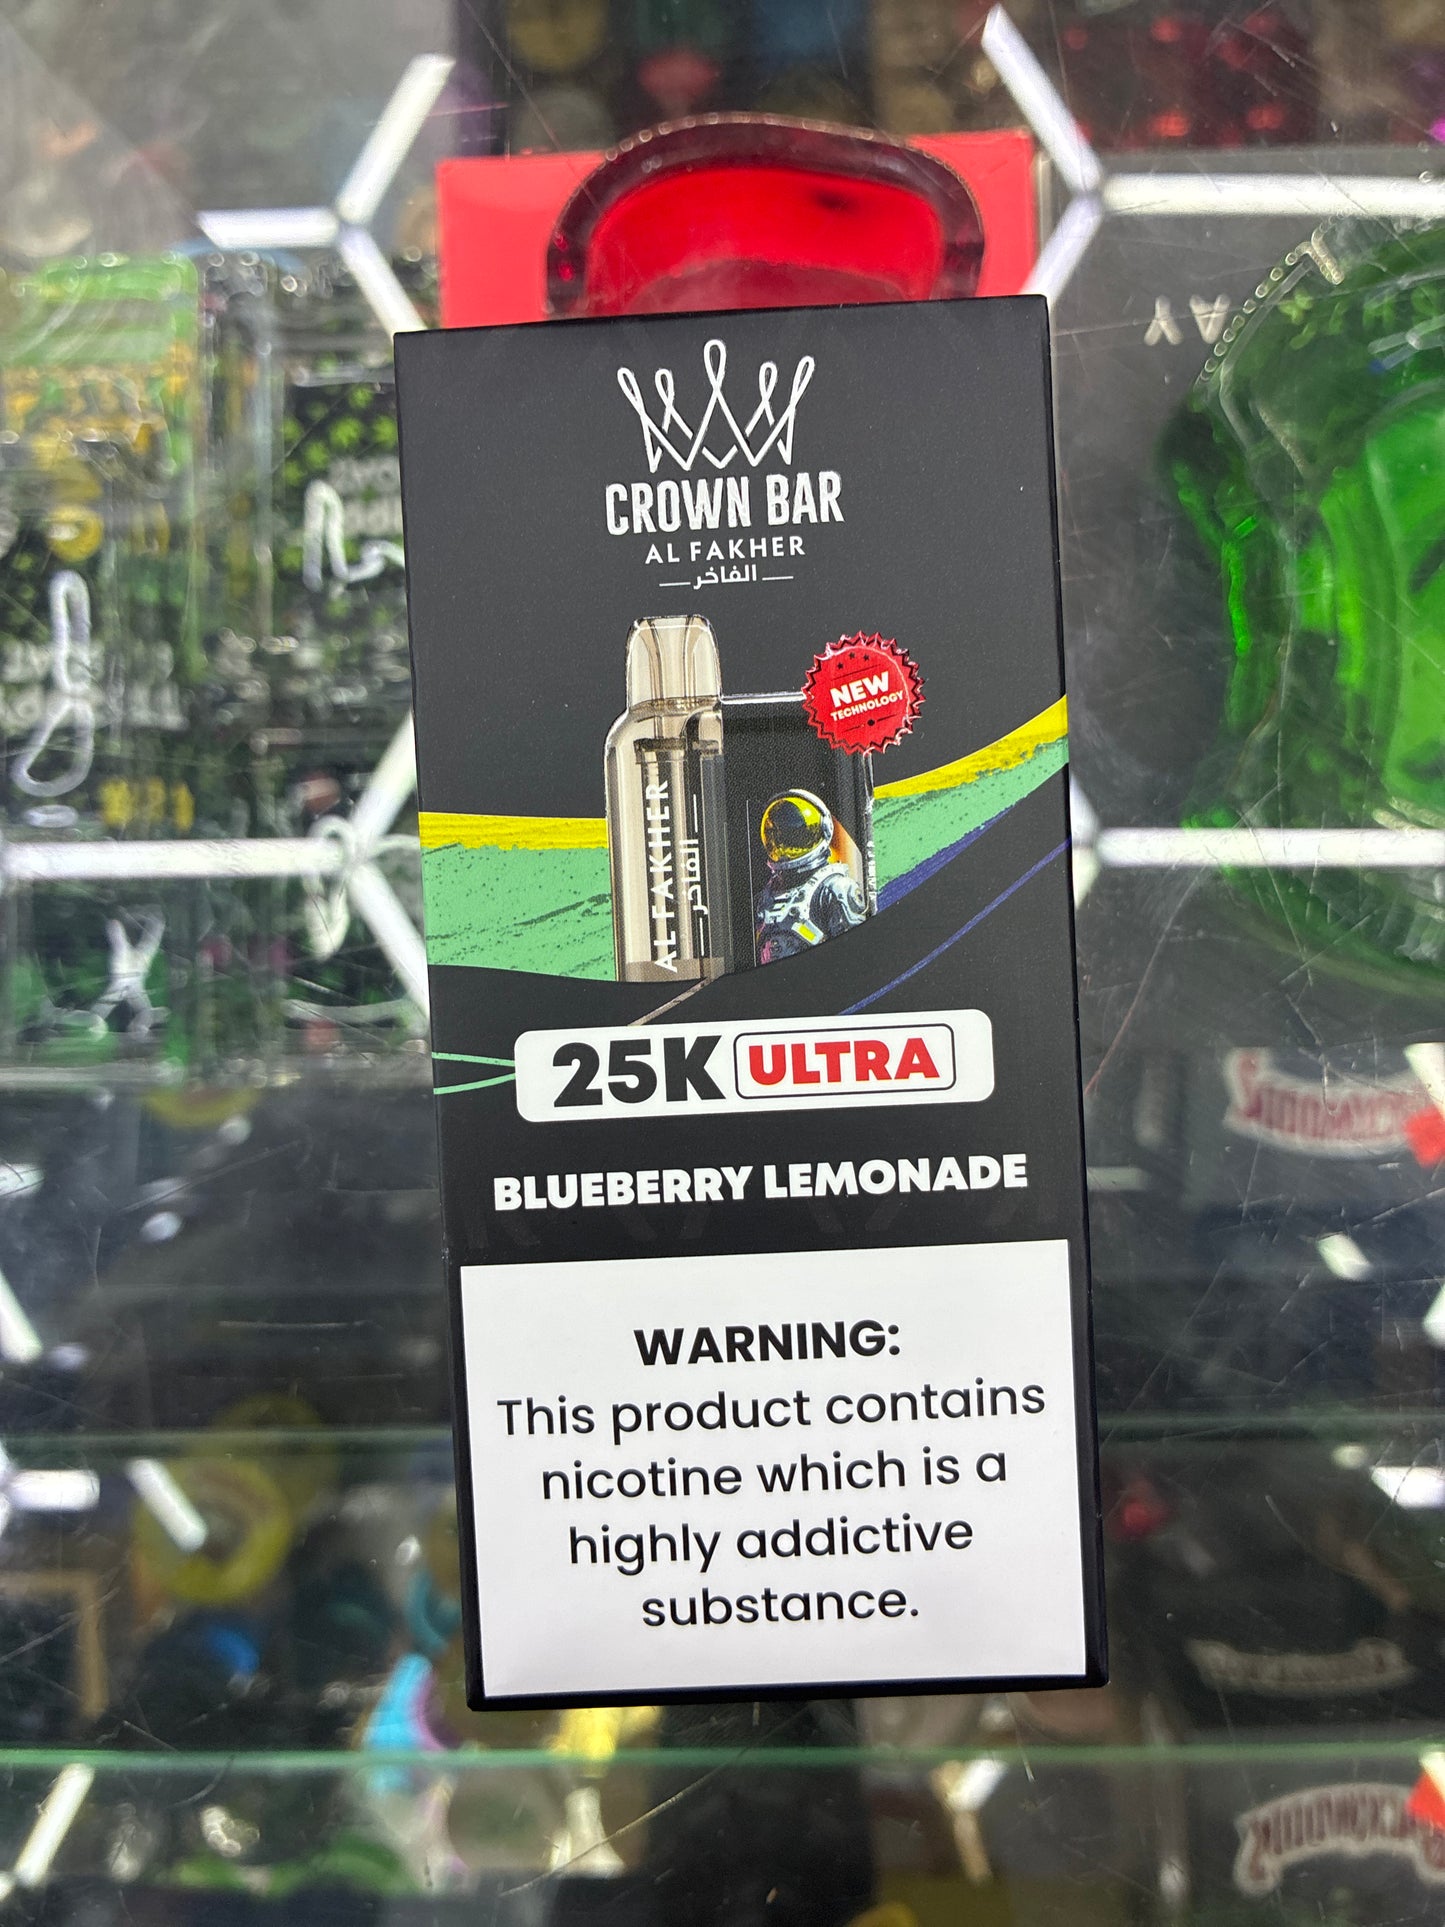 CROWN BAR
AL FAKHER
الفاخر
NEW
TECHNOLOGY
AL FAKHER
الفاخر
25K ULTRA
BLUEBERRY LEMONADE
WARNING:
This product contains
nicotine which is a
highly addictive
substance.